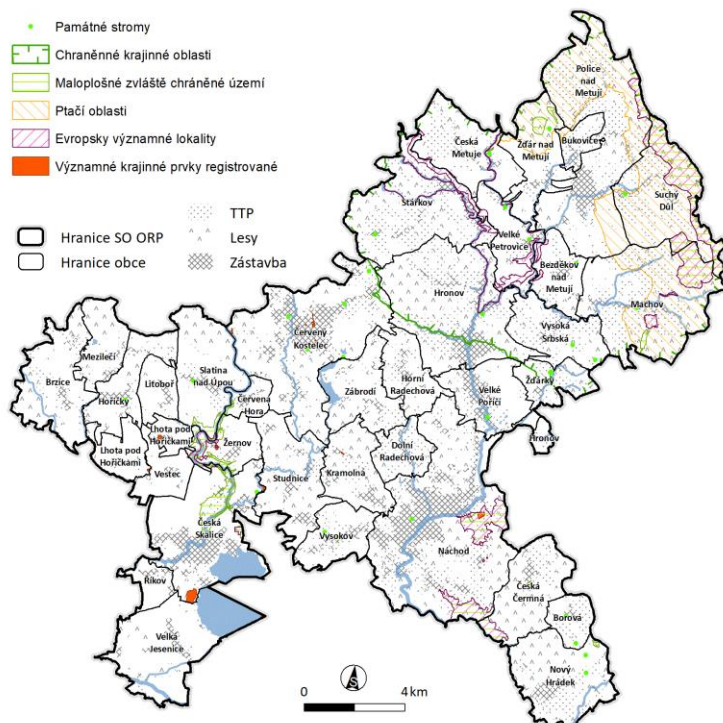 Památné stromy
Chraněnné krajinné oblasti
Maloplošné zvláště chráněné území
Ptačí oblasti
Evropsky významné lokality
Významné krajinné prvky registrované
TTP
Hranice SO ORP
Lesy
Hranice obce
Zástavba
Police
nad
Metují
Česká
Metuje
Žďár nad
Metují
Bukovice
Stárkov
Suchý
Důl
Velké
Petrovice
Bezděkov
nad
Metují
Hronov
Machov
Vysoká
Srbská
Červený
Kostelec
Mezilečí
Slatina
nad Úpou
Brzice
Litoboř
Hořičky
Červená
Hora
Zábrodí
Horní
Radechová
Velké
Poříčí
Žďárky
Hronov
Lhota pod
Hořičkami
Lhota pod
Hořičkami
Žernov
Vestec
Studnice
Kramolna
Dolní
Radechová
Česká
Skalice
Vysokov
Náchod
Říkov
Česká
Čermná
Borová
Velká
Jesenice
Nový
Hrádek
S
0 4 km